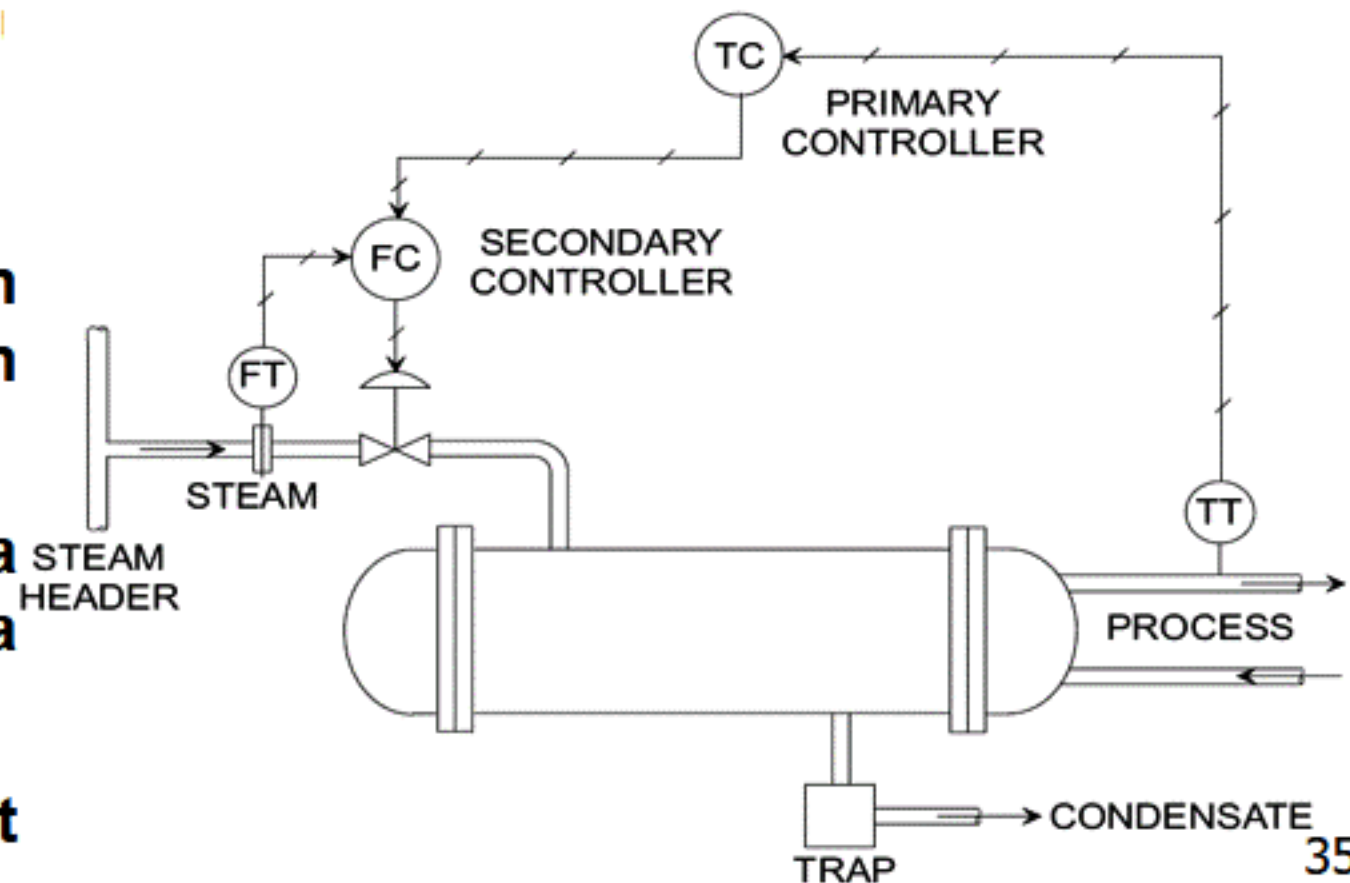 TC
PRIMARY
CONTROLLER
FC
SECONDARY
CONTROLLER
FT
STEAM
STEAM
HEADER
TT
PROCESS
CONDENSATE
TRAP
35
n
n
a
a
t